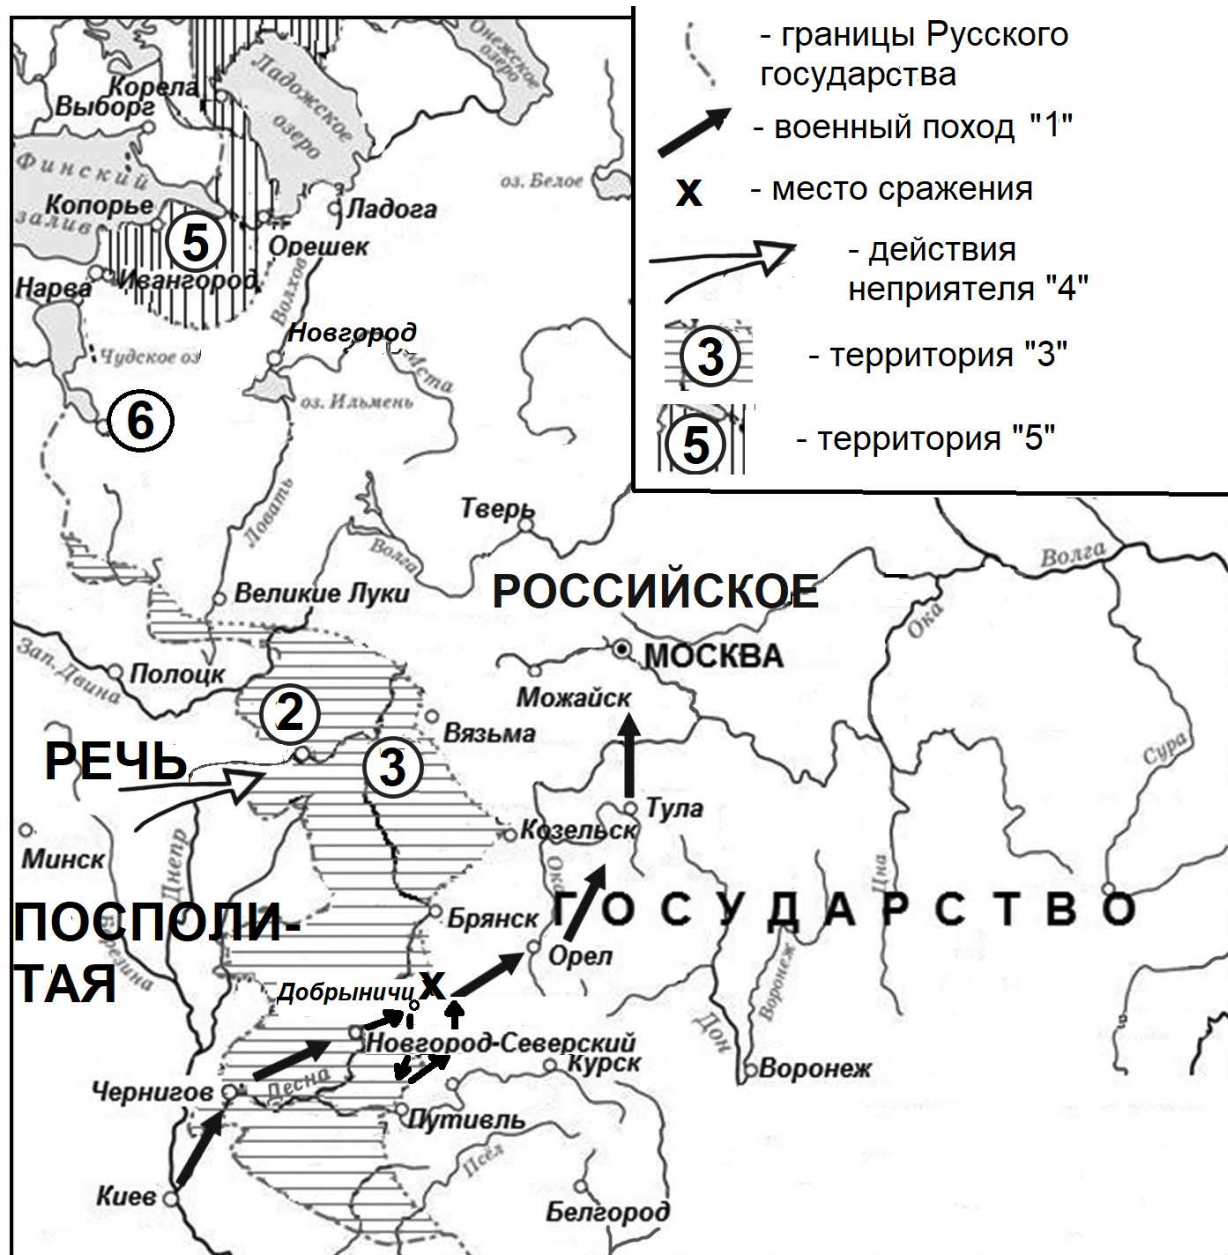 - границы Русского
государства
- военный поход "1"
х - место сражения
- действия
неприятеля "4"
3 - территория "3"
5 - территория "5"
Онежское
озеро
Корела
Выборг
Ладожское
озеро
Финский
залив
оз. Белое
Копорье
5
Ладога
Орешек
Нарва
Ивангород
Волхов
Новгород
Чудское оз
Мста
оз. Ильмень
6
Ловать
Тверь
Волга
Волга
Великие Луки
РОССИЙСКОЕ
Ока
Зап. Двина
Полоцк
МОСКВА
Можайск
2
Вязьма
РЕЧЬ
3
Сура
Тула
Козельск
Минск
Днепр
Ока
Цна
ПОСПОЛИ-
ТАЯ
Березина
Брянск
ГОСУДАРСТВО
Орел
Воронеж
Добрыничи
х
Дон
Новгород-Северский
Курск
Воронеж
Чернигов
Десна
Путивль
Псёл
Киев
Белгород